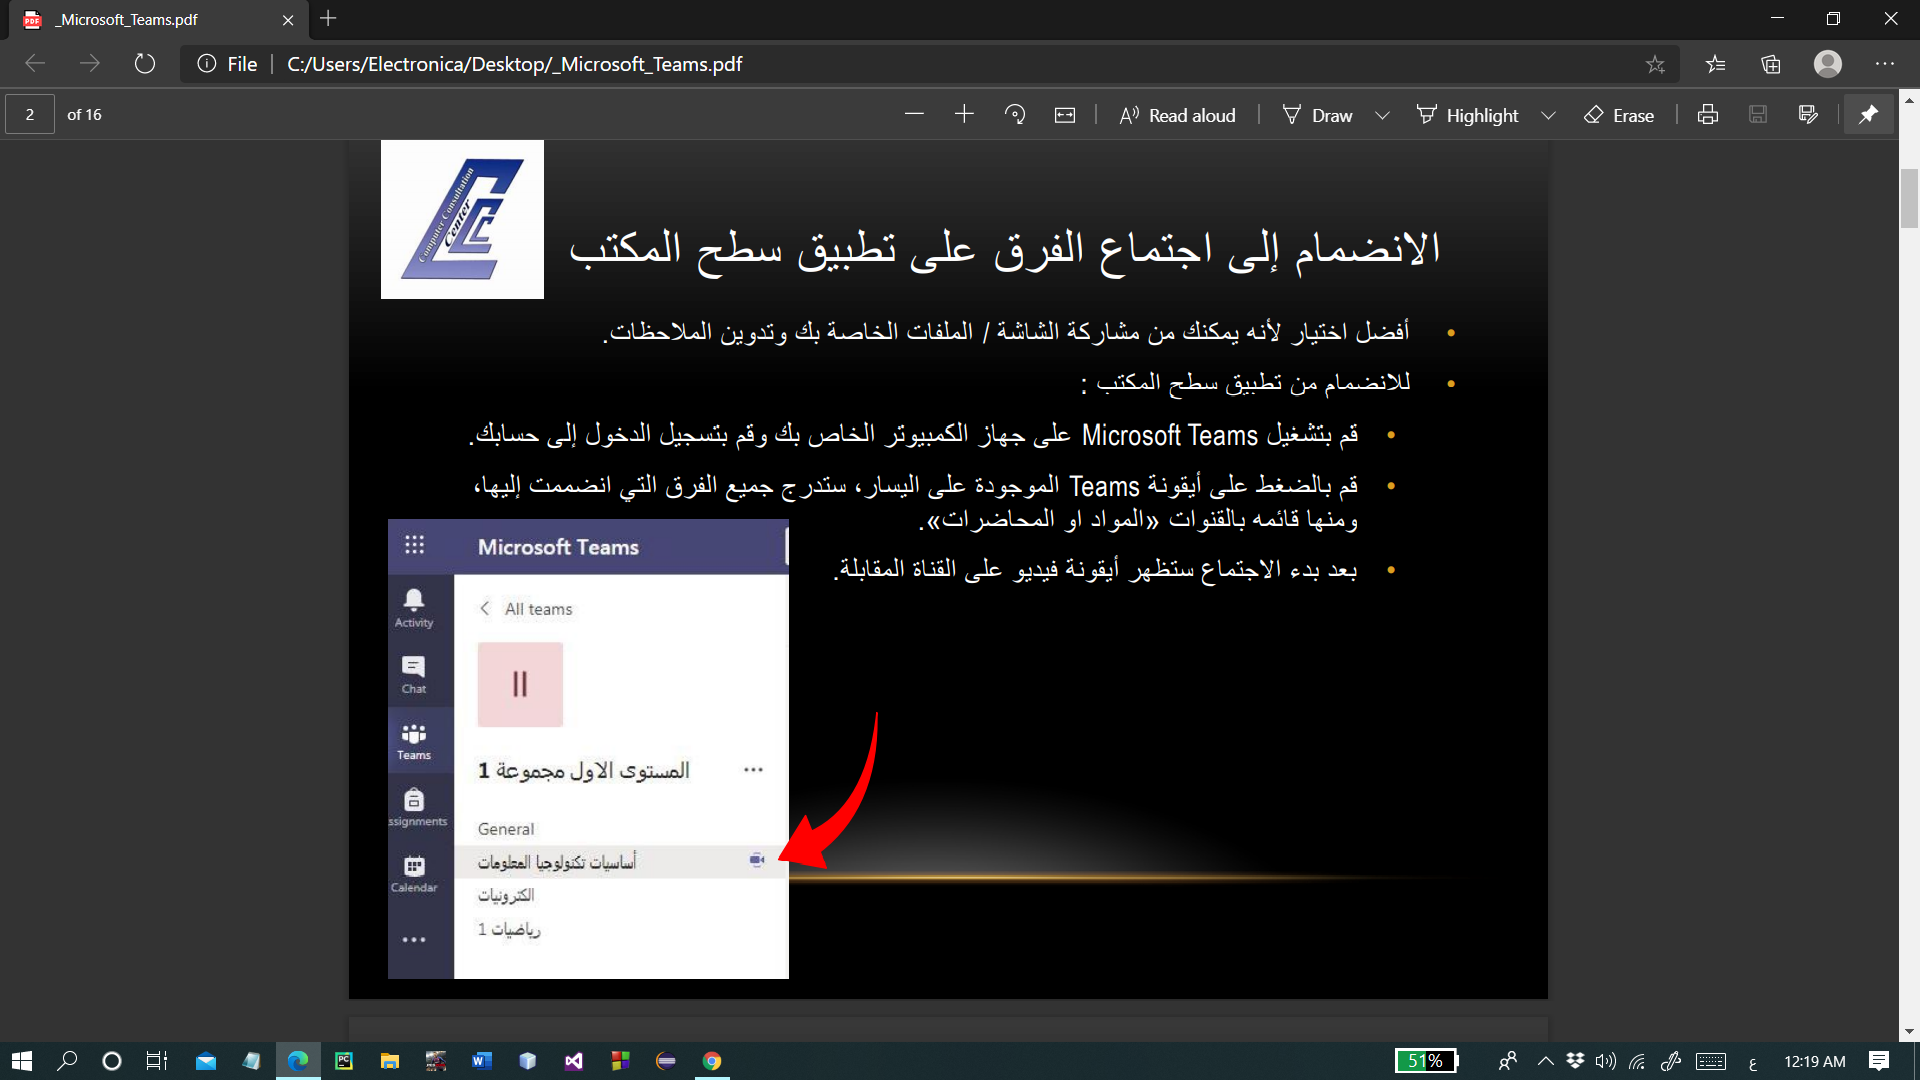 _Microsoft_Teams.pdf
File
C:/Users/Electronica/Desktop/_Microsoft_Teams.pdf
2 of 16
Read aloud
Draw
Highlight
Erase
Computer Consultation
Center
الانضمام إلى اجتماع الفرق على تطبيق سطح المكتب
• أفضل اختيار لأنه يمكنك من مشاركة الشاشة / الملفات الخاصة بك وتدوين الملاحظات.
• للانضمام من تطبيق سطح المكتب :
• قم بتشغيل Microsoft Teams على جهاز الكمبيوتر الخاص بك وقم بتسجيل الدخول إلى حسابك.
• قم بالضغط على أيقونة Teams الموجودة على اليسار، ستدرج جميع الفرق التي انضممت إليها،
ومنها قائمه بالقنوات «المواد او المحاضرات».
• بعد بدء الاجتماع ستظهر أيقونة فيديو على القناة المقابلة.
Microsoft Teams
Activity
Chat
Teams
ssignments
Calendar
All teams
II
المستوى الاول مجموعة 1
General
أساسيات تكنولوجيا المعلومات
الكترونيات
رياضيات 1
51%
ع
12:19 AM